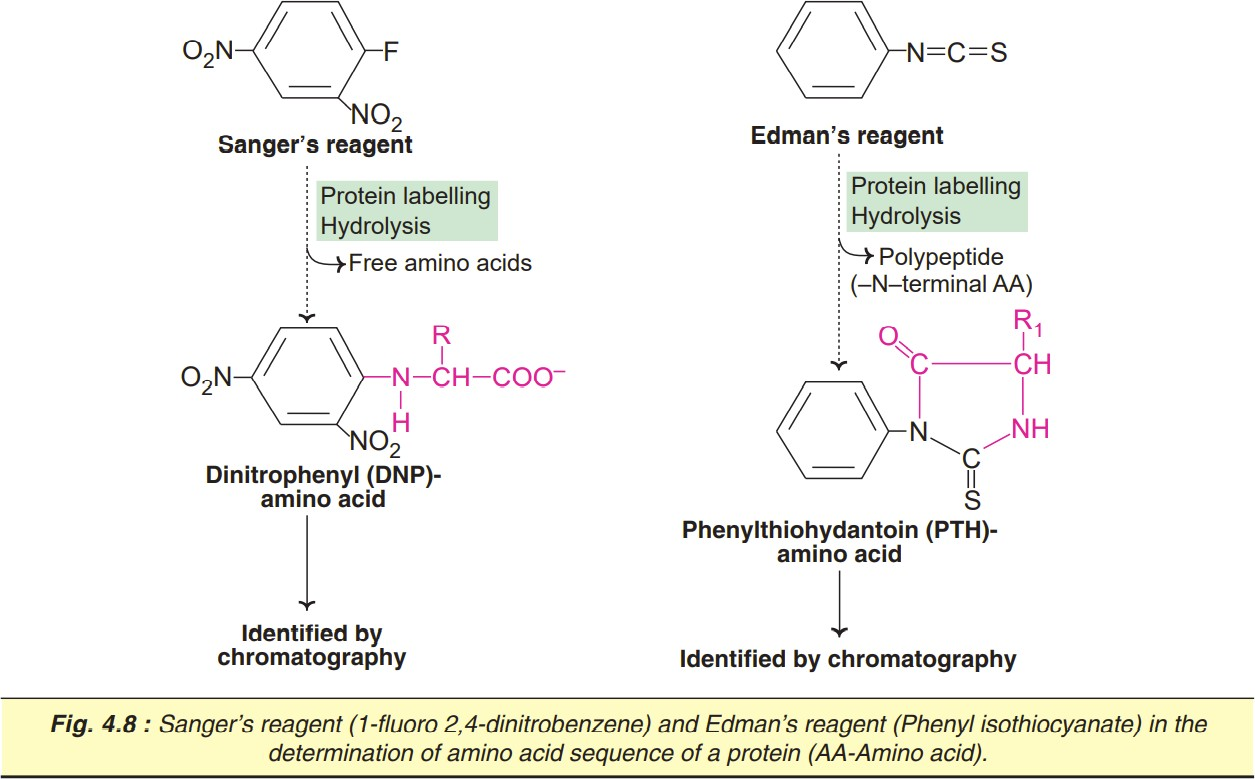 O2N
F
NO2
Sanger's reagent
Protein labelling
Hydrolysis
Free amino acids
O2N
R
N–CH–COO–
H
NO2
Dinitrophenyl (DNP)-
amino acid
Identified by
chromatography
N=C=S
Edman's reagent
Protein labelling
Hydrolysis
Polypeptide
(–N–terminal AA)
R1
O
C
CH
N
NH
C
S
Phenylthiohydantoin (PTH)-
amino acid
Identified by chromatography
Fig. 4.8 : Sanger's reagent (1-fluoro 2,4-dinitrobenzene) and Edman's reagent (Phenyl isothiocyanate) in the
determination of amino acid sequence of a protein (AA-Amino acid).